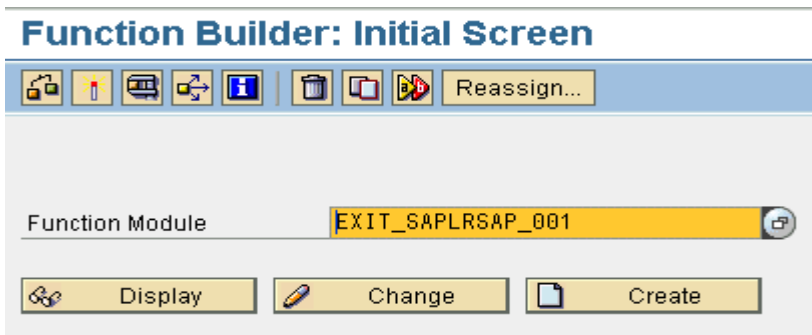 Function Builder: Initial Screen
Reassign...
Function Module EXIT_SAPLRSAP_001
Display Change Create